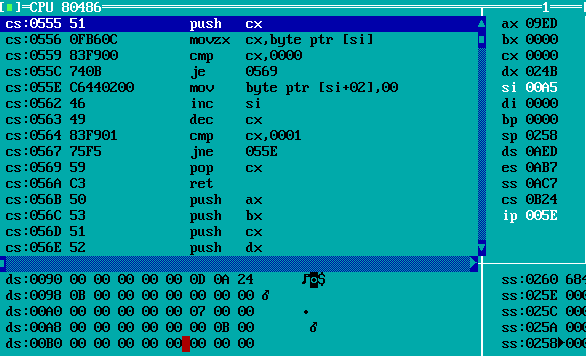 [■]=CPU 80486 1
cs:0555 51 push cx
cs:0556 0FB60C movzx cx,byte ptr [si]
cs:0559 83F900 cmp cx,0000
cs:055C 740B je 0569
cs:055E C6440200 mov byte ptr [si+02],00
cs:0562 46 inc si
cs:0563 49 dec cx
cs:0564 83F901 cmp cx,0001
cs:0567 75F5 jne 055E
cs:0569 59 pop cx
cs:056A C3 ret
cs:056B 50 push ax
cs:056C 53 push bx
cs:056D 51 push cx
cs:056E 52 push dx
ax 09ED
bx 0000
cx 0000
dx 024B
si 00A5
di 0000
bp 0000
sp 0258
ds 0AED
es 0AB7
ss 0AC7
cs 0B24
ip 005E
ds:0090 00 00 00 00 00 0D 0A 24 ♪◙$
ds:0098 0B 00 00 00 00 00 00 00 ♂
ds:00A0 00 00 00 00 00 07 00 00 •
ds:00A8 00 00 00 00 00 00 0B 00 ♂
ds:00B0 00 00 00 00 00 00 00 00
ss:0260 684
ss:025E 000
ss:025C 000
ss:025A 000
ss:0258►000